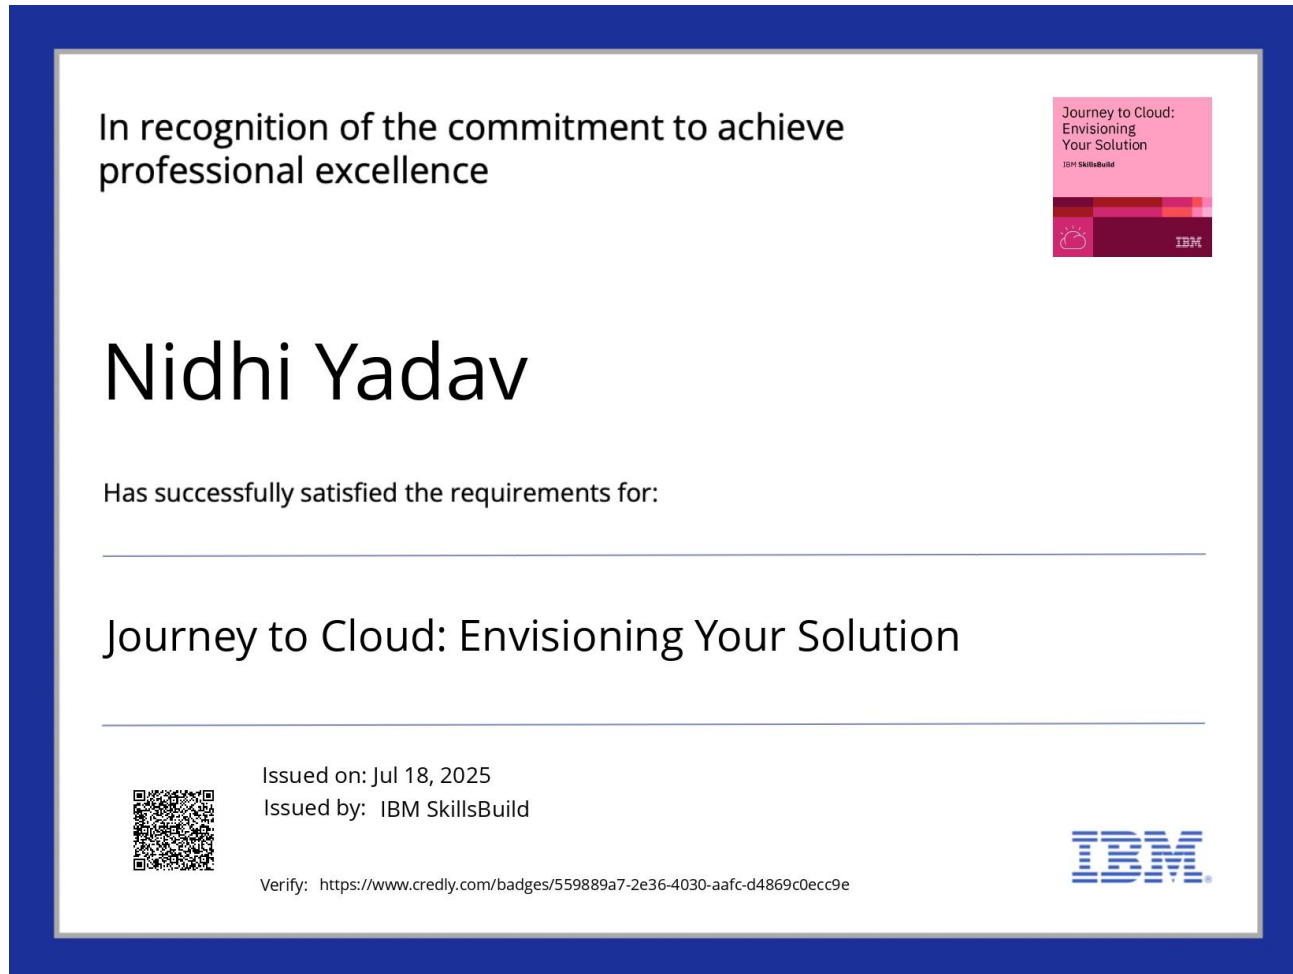 In recognition of the commitment to achieve
professional excellence
Journey to Cloud:
Envisioning
Your Solution
IBM SkillsBuild
IBM
Nidhi Yadav
Has successfully satisfied the requirements for:
Journey to Cloud: Envisioning Your Solution
Issued on: Jul 18, 2025
Issued by: IBM SkillsBuild
Verify: https://www.credly.com/badges/559889a7-2e36-4030-aafc-d4869c0ecc9e
IBM®